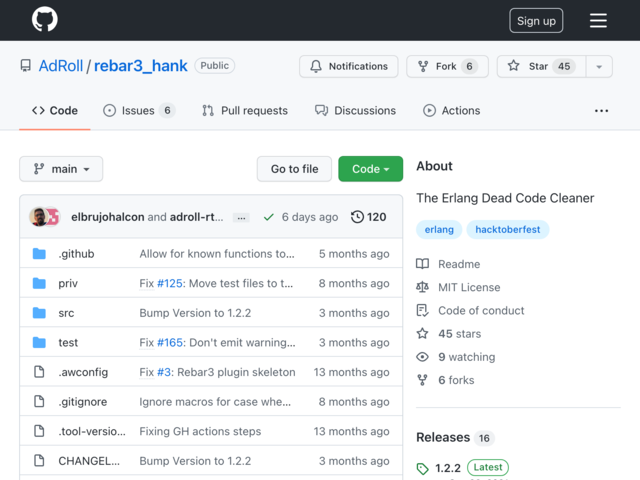 Sign up
AdRoll / rebar3_hank Public
Notifications Fork 6 Star 45
Code Issues 6 Pull requests Discussions Actions ...
main Go to file Code
elbrujohalcon and adroll-rt... ... 6 days ago 120
.github Allow for known functions to... 5 months ago
priv Fix #125: Move test files to t... 8 months ago
src Bump Version to 1.2.2 3 months ago
test Fix #165: Don't emit warning... 3 months ago
.awconfig Fix #3: Rebar3 plugin skeleton 13 months ago
.gitignore Ignore macros for case whe... 8 months ago
.tool-versio... Fixing GH actions steps 13 months ago
CHANGEL... Bump Version to 1.2.2 3 months ago
About
The Erlang Dead Code Cleaner
erlang hacktoberfest
Readme
MIT License
Code of conduct
45 stars
9 watching
6 forks
Releases 16
1.2.2 Latest